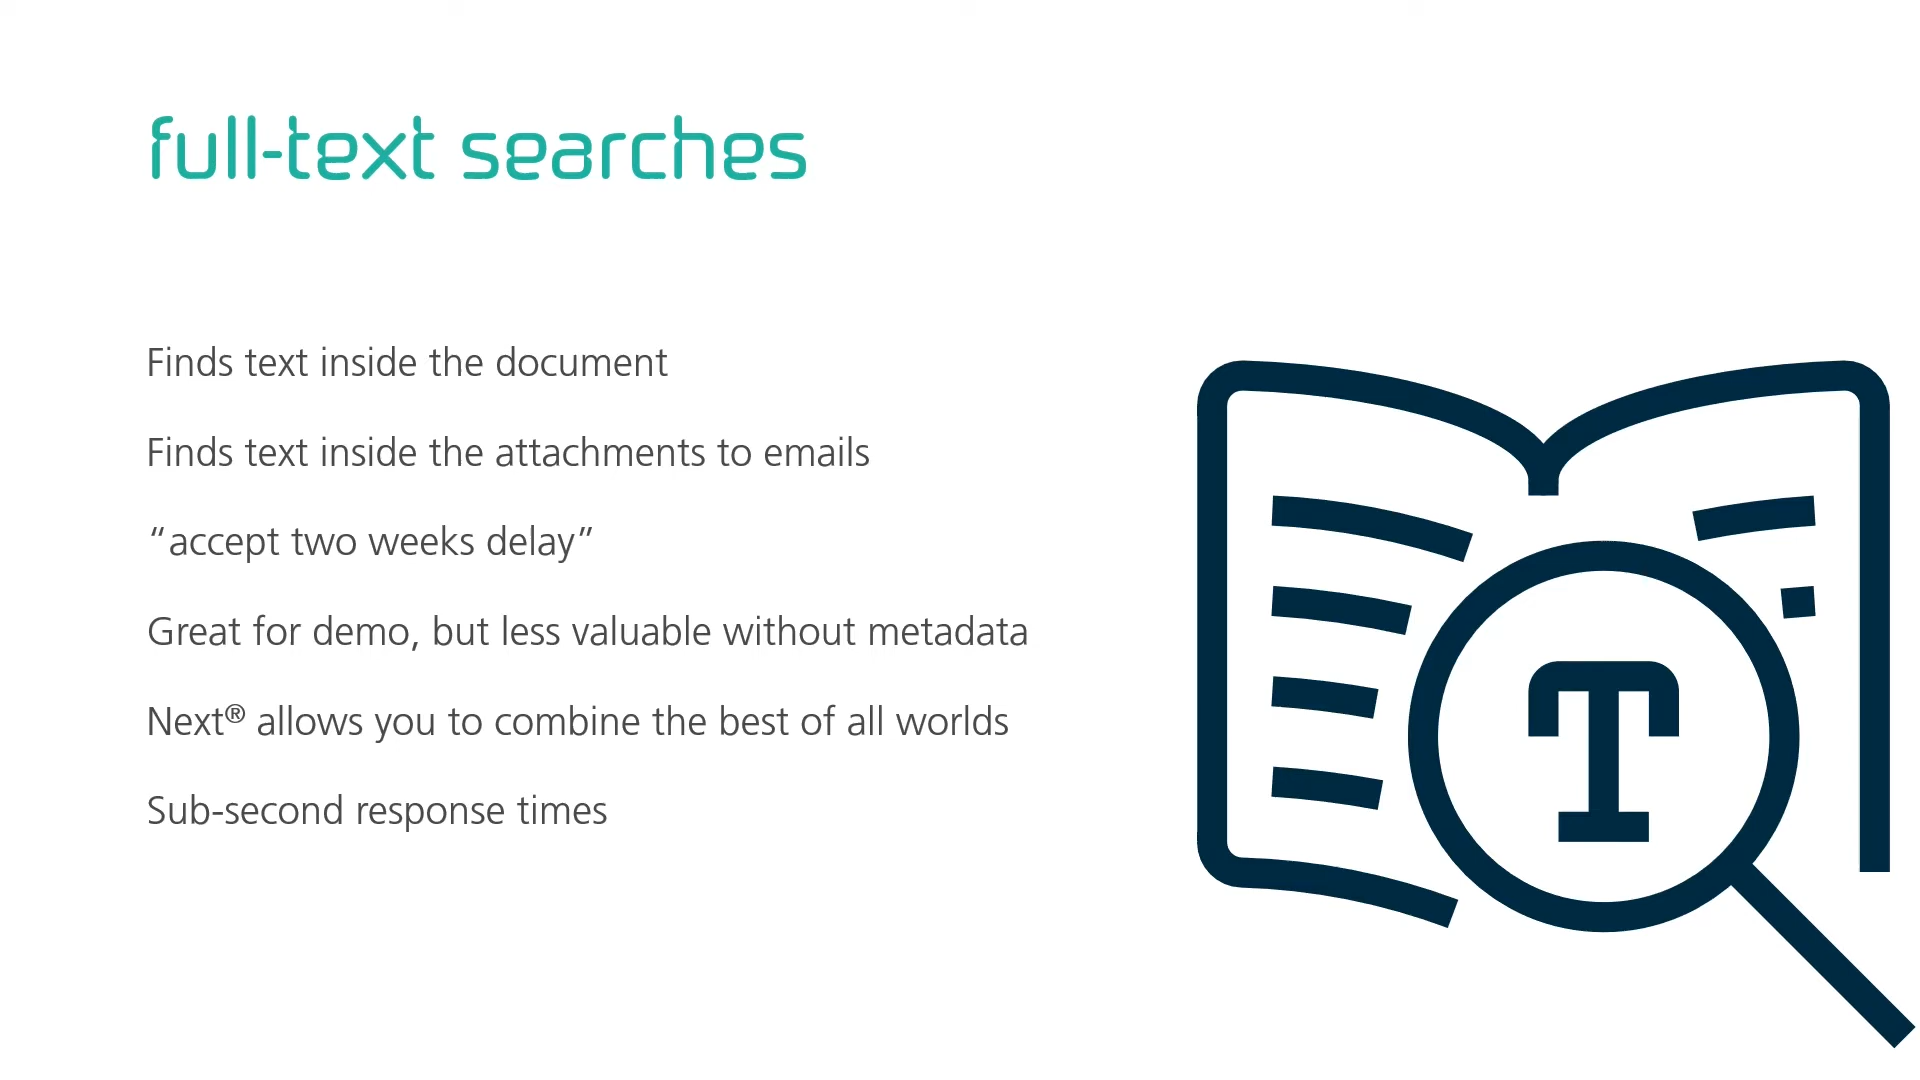 full-text searches
Finds text inside the document
Finds text inside the attachments to emails
“accept two weeks delay”
Great for demo, but less valuable without metadata
Next® allows you to combine the best of all worlds
Sub-second response times
T